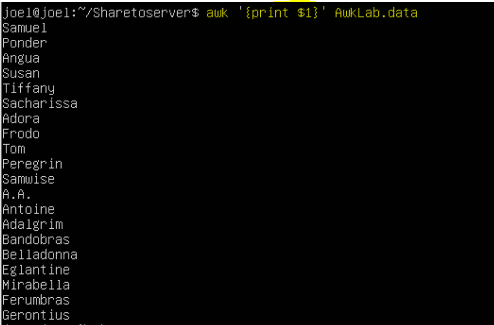 joel@joel:~/Sharetoserver$ awk '{print $1}' AwkLab.data
Samuel
Ponder
Angua
Susan
Tiffany
Sacharissa
Adora
Frodo
Tom
Peregrin
Samwise
A.A.
Antoine
Adalgrim
Bandobras
Belladonna
Eglantine
Mirabella
Ferumbras
Gerontius